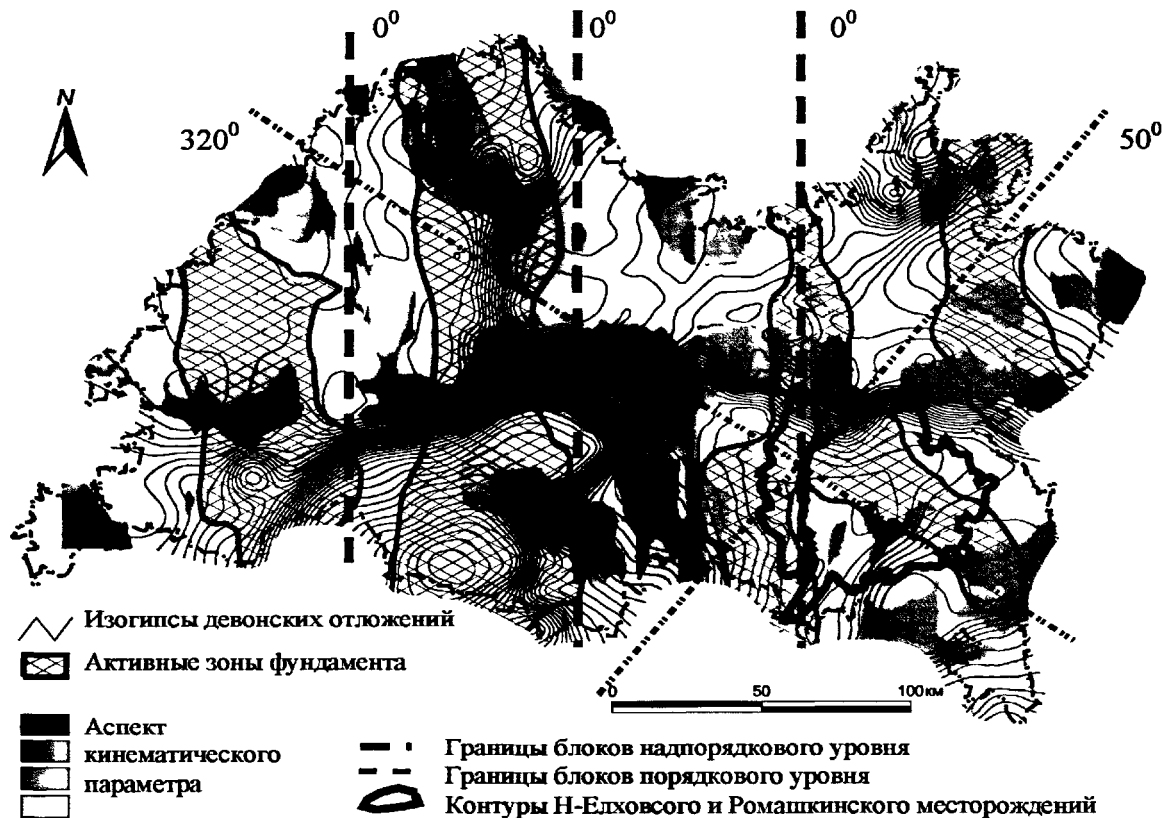 0⁰ 0⁰ 0⁰
N
320⁰
50⁰
Изогипсы девонских отложений
Активные зоны фундамента
0 50 100км
Аспект
кинематического
параметра
Границы блоков надпорядкового уровня
Границы блоков порядкового уровня
Контуры Н-Елховсого и Ромашкинского месторождений